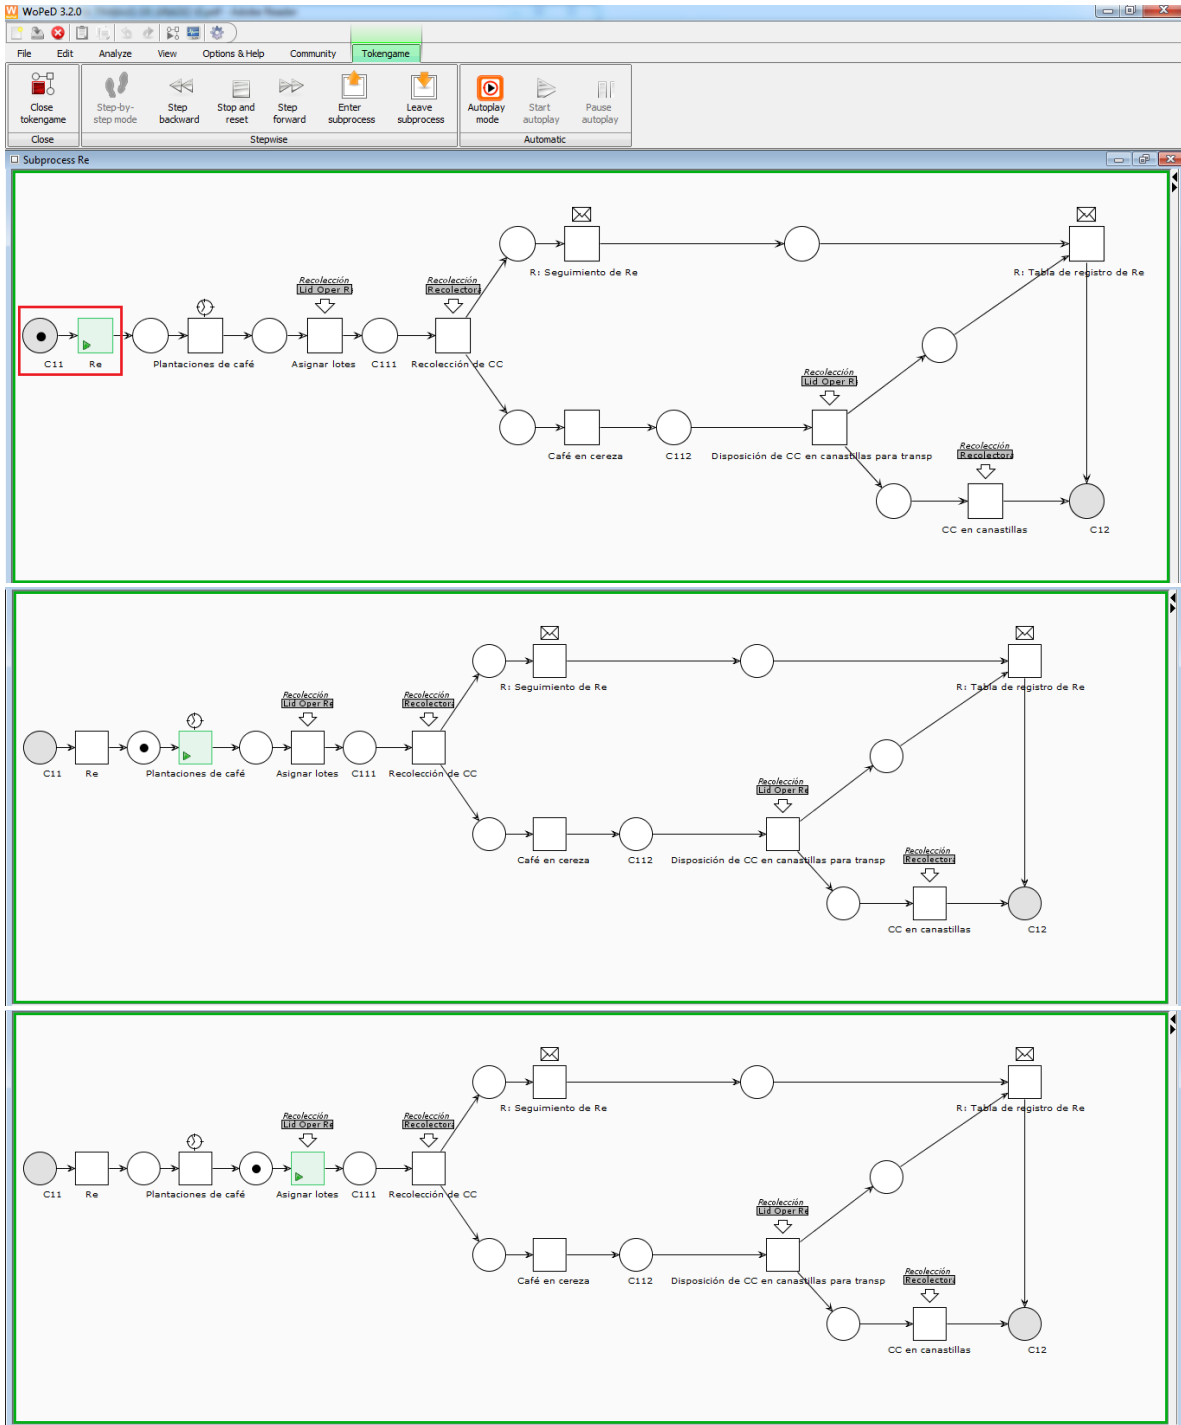 WoPeD 3.2.0
File Edit Analyze View Options & Help Community Tokengame
Close tokengame
Step-by-step mode
Step backward
Stop and reset
Step forward
Enter subprocess
Leave subprocess
Autoplay mode
Start autoplay
Pause autoplay
Close Stepwise Automatic
Subprocess Re
R: Seguimiento de Re
R: Tabla de registro de Re
Recolección
Lid Oper Re
Recolección
Recolectora
C11 Re Plantaciones de café Asignar lotes C111 Recolección de CC
Recolección
Lid Oper Re
Café en cereza C112 Disposición de CC en canastillas para transp
Recolección
Recolectora
CC en canastillas C12
R: Seguimiento de Re
R: Tabla de registro de Re
Recolección
Lid Oper Re
Recolección
Recolectora
C11 Re Plantaciones de café Asignar lotes C111 Recolección de CC
Recolección
Lid Oper Re
Café en cereza C112 Disposición de CC en canastillas para transp
Recolección
Recolectora
CC en canastillas C12
R: Seguimiento de Re
R: Tabla de registro de Re
Recolección
Lid Oper Re
Recolección
Recolectora
C11 Re Plantaciones de café Asignar lotes C111 Recolección de CC
Recolección
Lid Oper Re
Café en cereza C112 Disposición de CC en canastillas para transp
Recolección
Recolectora
CC en canastillas C12